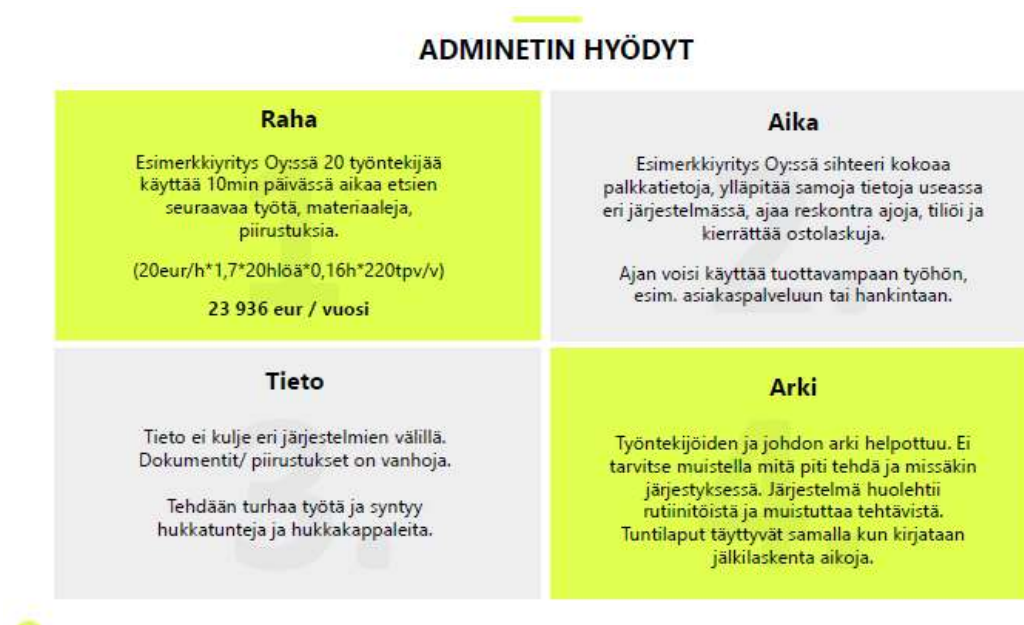 ADMINETIN HYÖDYT
Raha
Esimerkkiyritys Oy:ssä 20 työntekijää
käyttää 10min päivässä aikaa etsien
seuraavaa työtä, materiaaleja,
piirustuksia.
(20eur/h*1,7*20hlöä*0,16h*220tpv/v)
23 936 eur / vuosi
Aika
Esimerkkiyritys Oy:ssä sihteeri kokoaa
palkkatietoja, ylläpitää samoja tietoja useassa
eri järjestelmässä, ajaa reskontra ajoja, tiliöi ja
kierrättää ostolaskuja.
Ajan voisi käyttää tuottavampaan työhön,
esim. asiakaspalveluun tai hankintaan.
Tieto
Tieto ei kulje eri järjestelmien välillä.
Dokumentit/ piirustukset on vanhoja.
Tehdään turhaa työtä ja syntyy
hukkatunteja ja hukkakappaleita.
3.
Arki
Työntekijöiden ja johdon arki helpottuu. Ei
tarvitse muistella mitä piti tehdä ja missäkin
järjestyksessä. Järjestelmä huolehtii
rutiinitöistä ja muistuttaa tehtävistä.
Tuntilaput täyttyvät samalla kun kirjataan
jälkilaskenta aikoja.